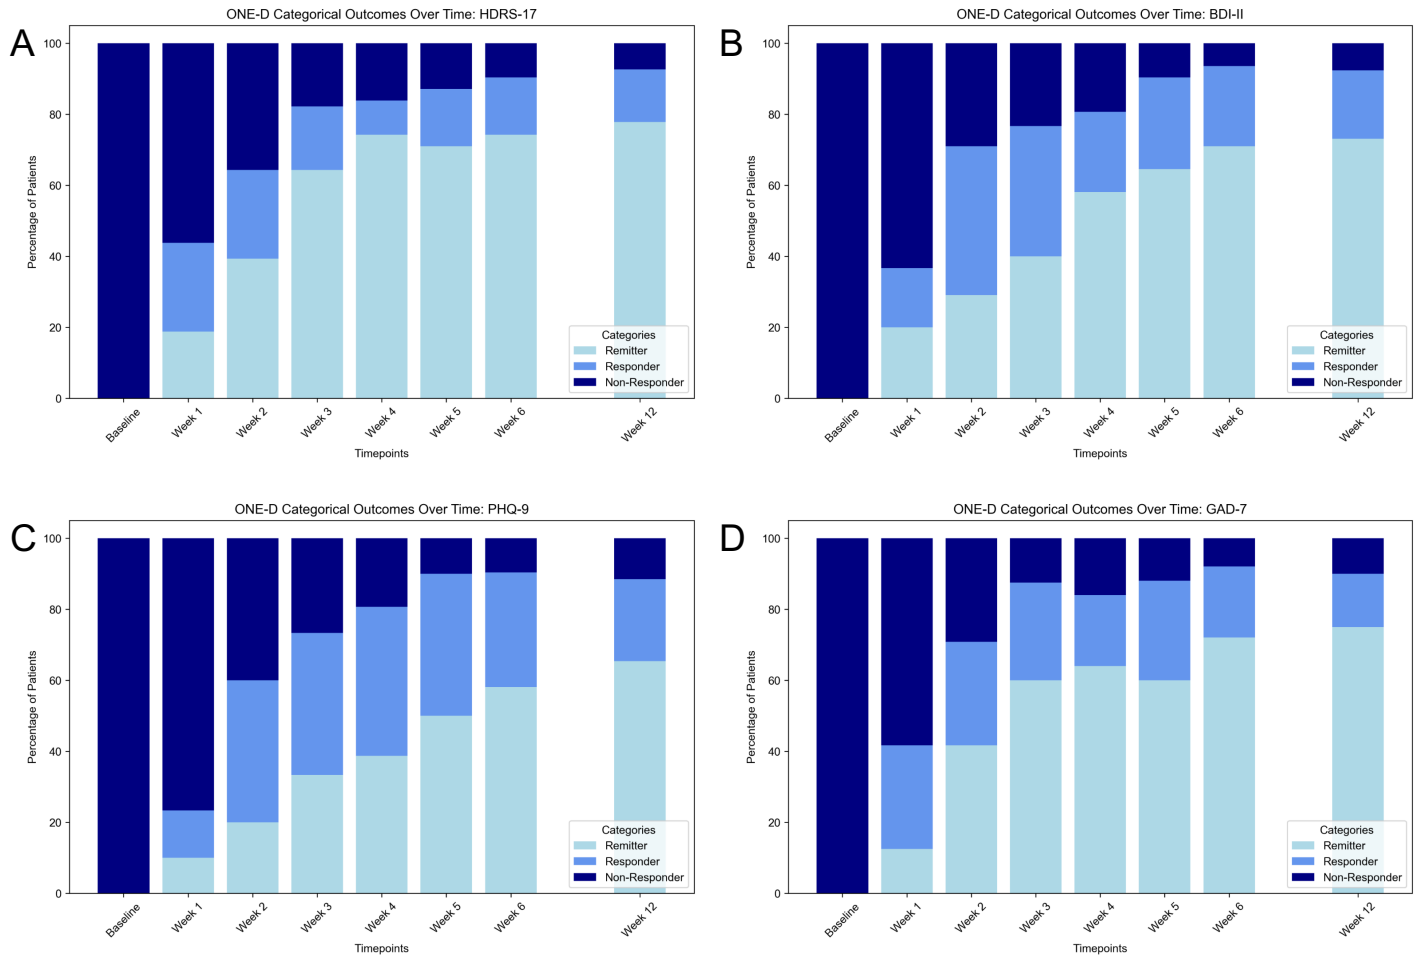 A
ONE-D Categorical Outcomes Over Time: HDRS-17
Percentage of Patients
100
80
60
40
20
0
Categories
Remitter
Responder
Non-Responder
Baseline
Week 1
Week 2
Week 3
Week 4
Week 5
Week 6
Week 12
Timepoints
B
ONE-D Categorical Outcomes Over Time: BDI-II
Percentage of Patients
100
80
60
40
20
0
Categories
Remitter
Responder
Non-Responder
Baseline
Week 1
Week 2
Week 3
Week 4
Week 5
Week 6
Week 12
Timepoints
C
ONE-D Categorical Outcomes Over Time: PHQ-9
Percentage of Patients
100
80
60
40
20
0
Categories
Remitter
Responder
Non-Responder
Baseline
Week 1
Week 2
Week 3
Week 4
Week 5
Week 6
Week 12
Timepoints
D
ONE-D Categorical Outcomes Over Time: GAD-7
Percentage of Patients
100
80
60
40
20
0
Categories
Remitter
Responder
Non-Responder
Baseline
Week 1
Week 2
Week 3
Week 4
Week 5
Week 6
Week 12
Timepoints